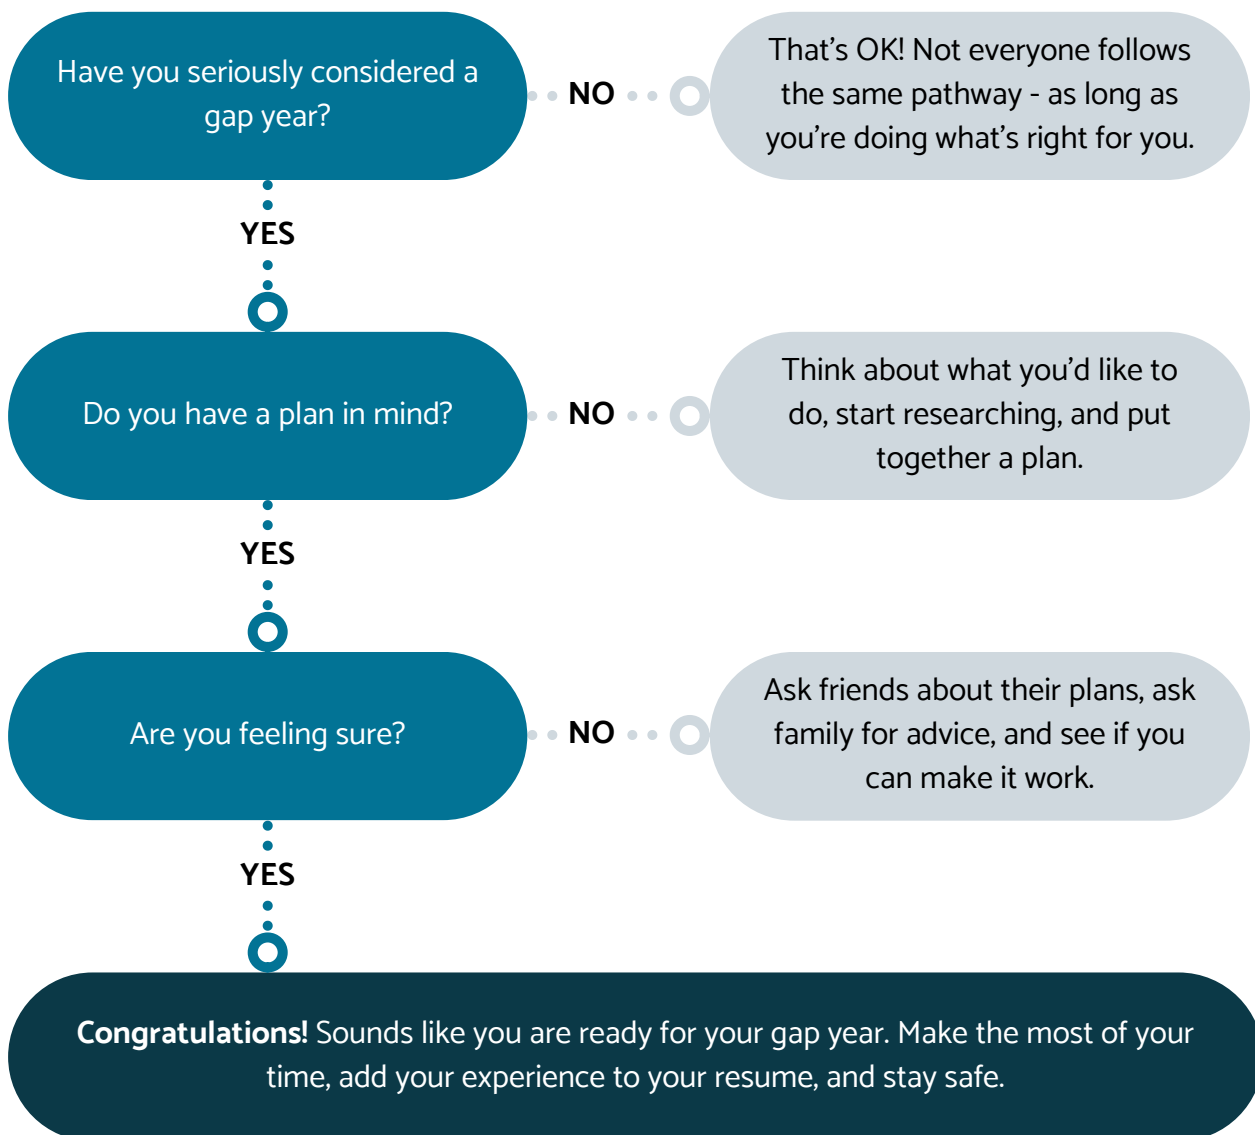 Have you seriously considered a
gap year?
NO
That's OK! Not everyone follows
the same pathway - as long as
you're doing what's right for you.
YES
Do you have a plan in mind?
NO
Think about what you'd like to
do, start researching, and put
together a plan.
YES
Are you feeling sure?
NO
Ask friends about their plans, ask
family for advice, and see if you
can make it work.
YES
Congratulations! Sounds like you are ready for your gap year. Make the most of your
time, add your experience to your resume, and stay safe.